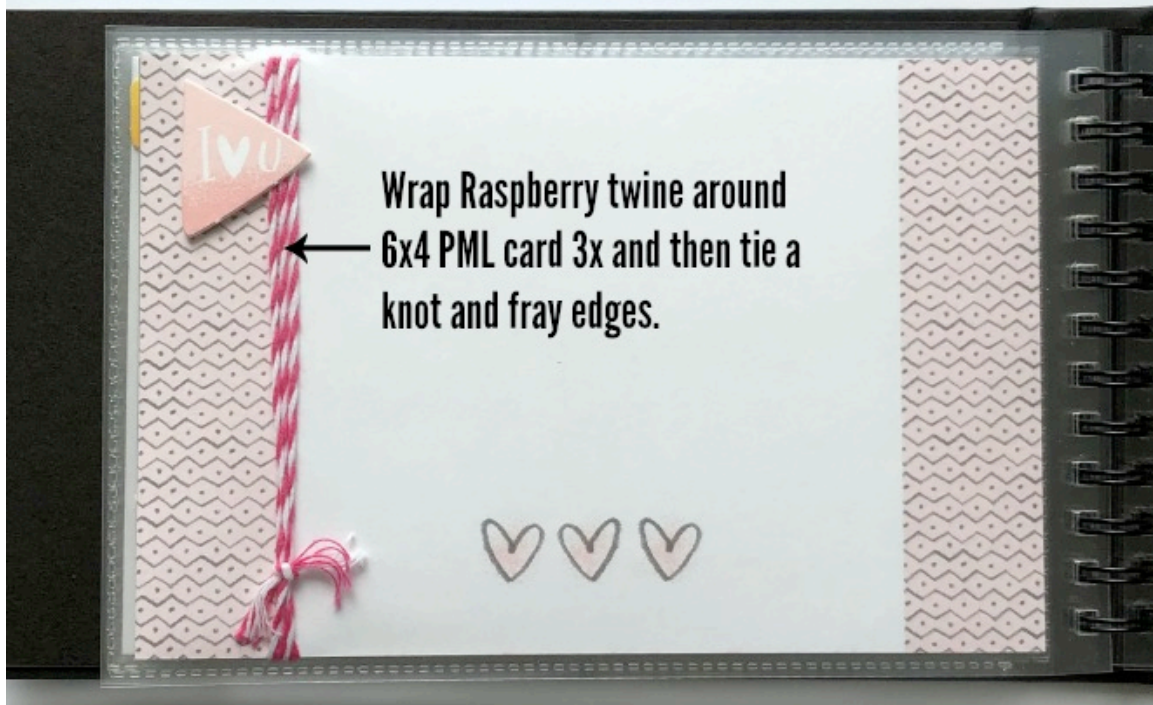 I ♥ U
Wrap Raspberry twine around
6x4 PML card 3x and then tie a
knot and fray edges.